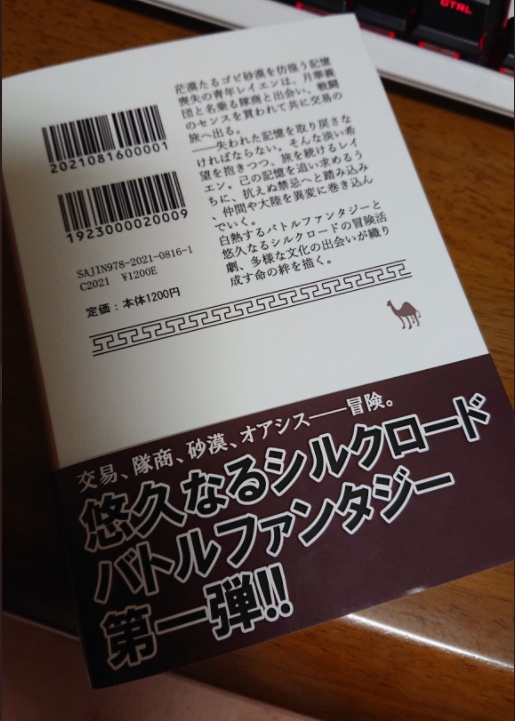 CTRL
茫漠たるゴビ砂漠を彷徨う記憶
喪失の青年レイエンは、月華義
団と名乗る隊商と出会い、戦闘
のセンスを買われて共に交易の
旅へ出る。
――失われた記憶を取り戻さな
ければならない。そんな淡い希
望を抱きつつ、旅を続けるレイ
エン。己の記憶を追い求めるう
ちに、抗えぬ禁忌へと踏み込み
、仲間や大陸を異変に巻き込ん
でいく。
白熱するバトルファンタジーと
悠久なるシルクロードの冒険活
劇、多様な文化の出会いが織り
成す命の絆を描く。
2021081600001
1923000020009
SAJIN978-2021-0816-1
C2021 ¥1200E
定価：本体1200円
交易、隊商、砂漠、オアシス――冒険。
悠久なるシルクロード
バトルファンタジー
第一弾!!